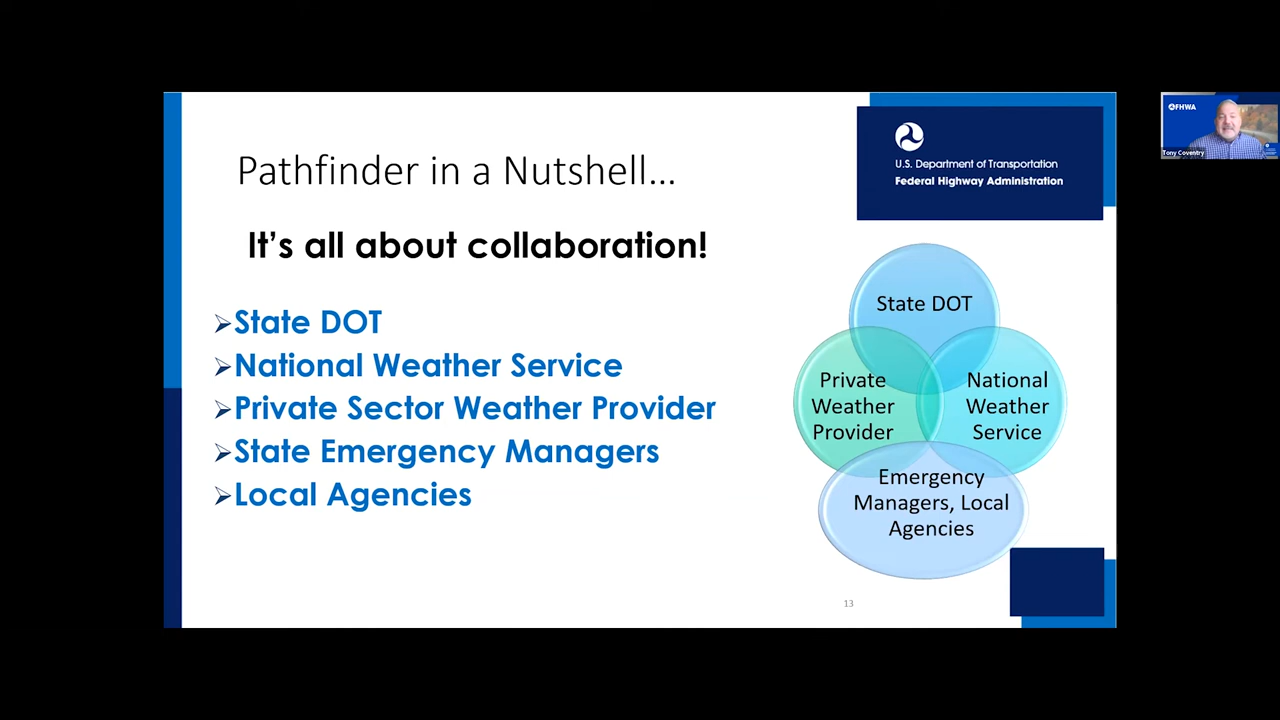 Pathfinder in a Nutshell...
It's all about collaboration!
➢State DOT
➢National Weather Service
➢Private Sector Weather Provider
➢State Emergency Managers
➢Local Agencies
U.S. Department of Transportation
Federal Highway Administration
State DOT
Private
Weather
Provider
National
Weather
Service
Emergency
Managers, Local
Agencies
13
FHWA
Tony Coventry